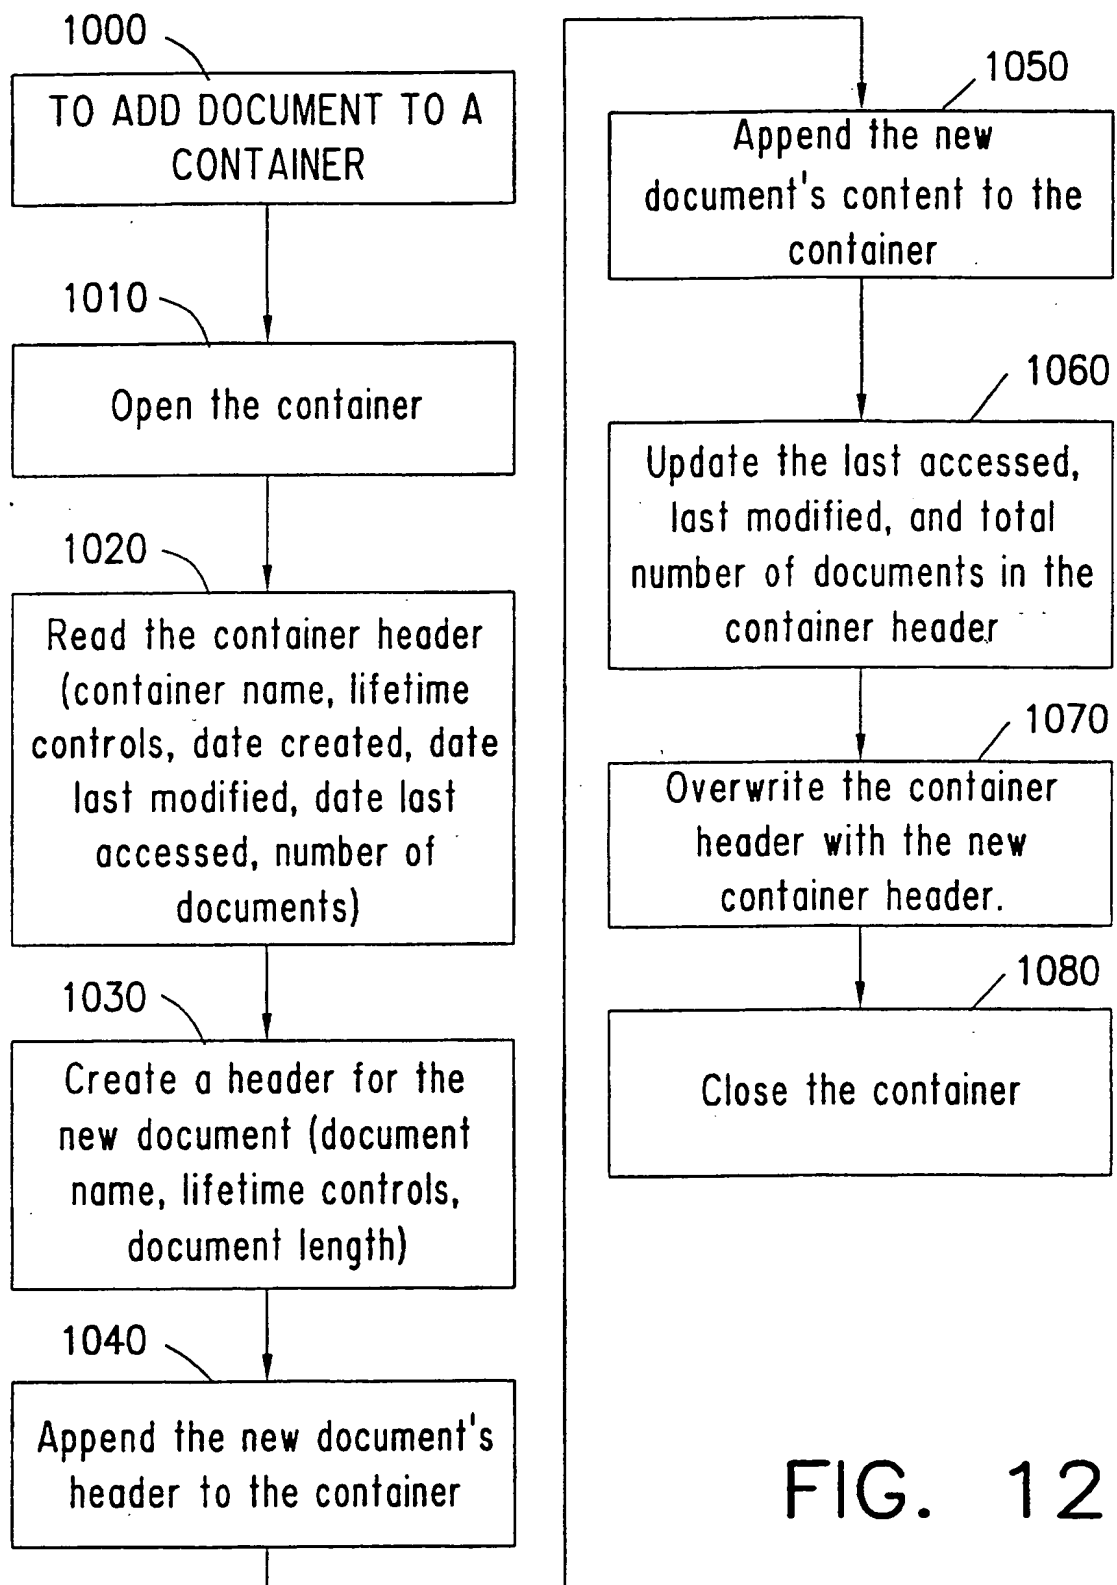 1000
TO ADD DOCUMENT TO A
CONTAINER
1010
Open the container
1020
Read the container header
(container name, lifetime
controls, date created, date
last modified, date last
accessed, number of
documents)
1030
Create a header for the
new document (document
name, lifetime controls,
document length)
1040
Append the new document's
header to the container
1050
Append the new
document's content to the
container
1060
Update the last accessed,
last modified, and total
number of documents in the
container header
1070
Overwrite the container
header with the new
container header.
1080
Close the container
FIG. 12